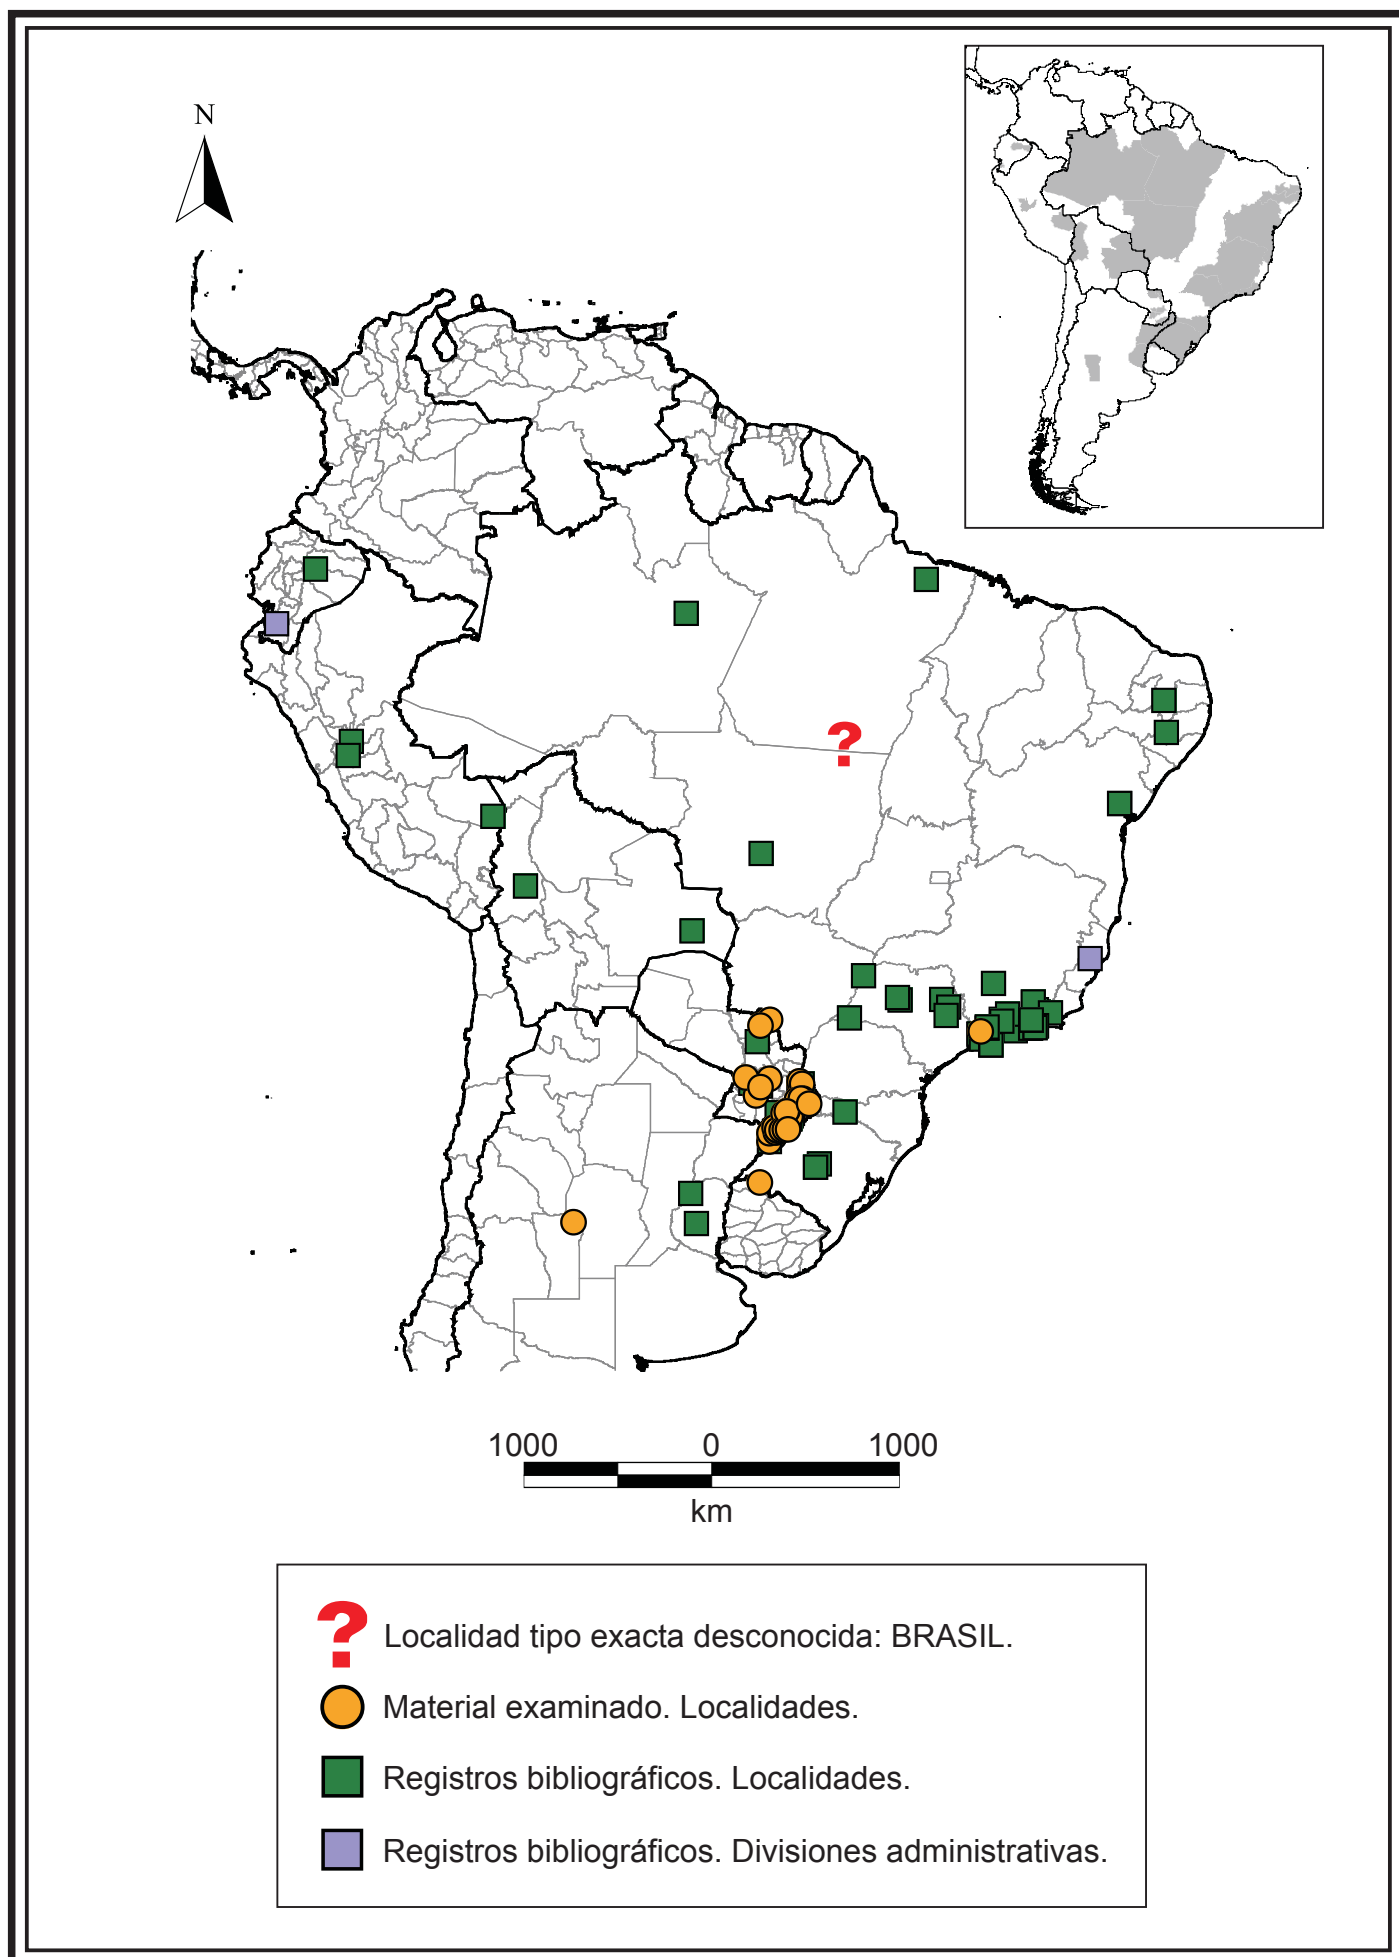 N
?
1000 0 1000
km
? Localidad tipo exacta desconocida: BRASIL.
Material examinado. Localidades.
Registros bibliográficos. Localidades.
Registros bibliográficos. Divisiones administrativas.